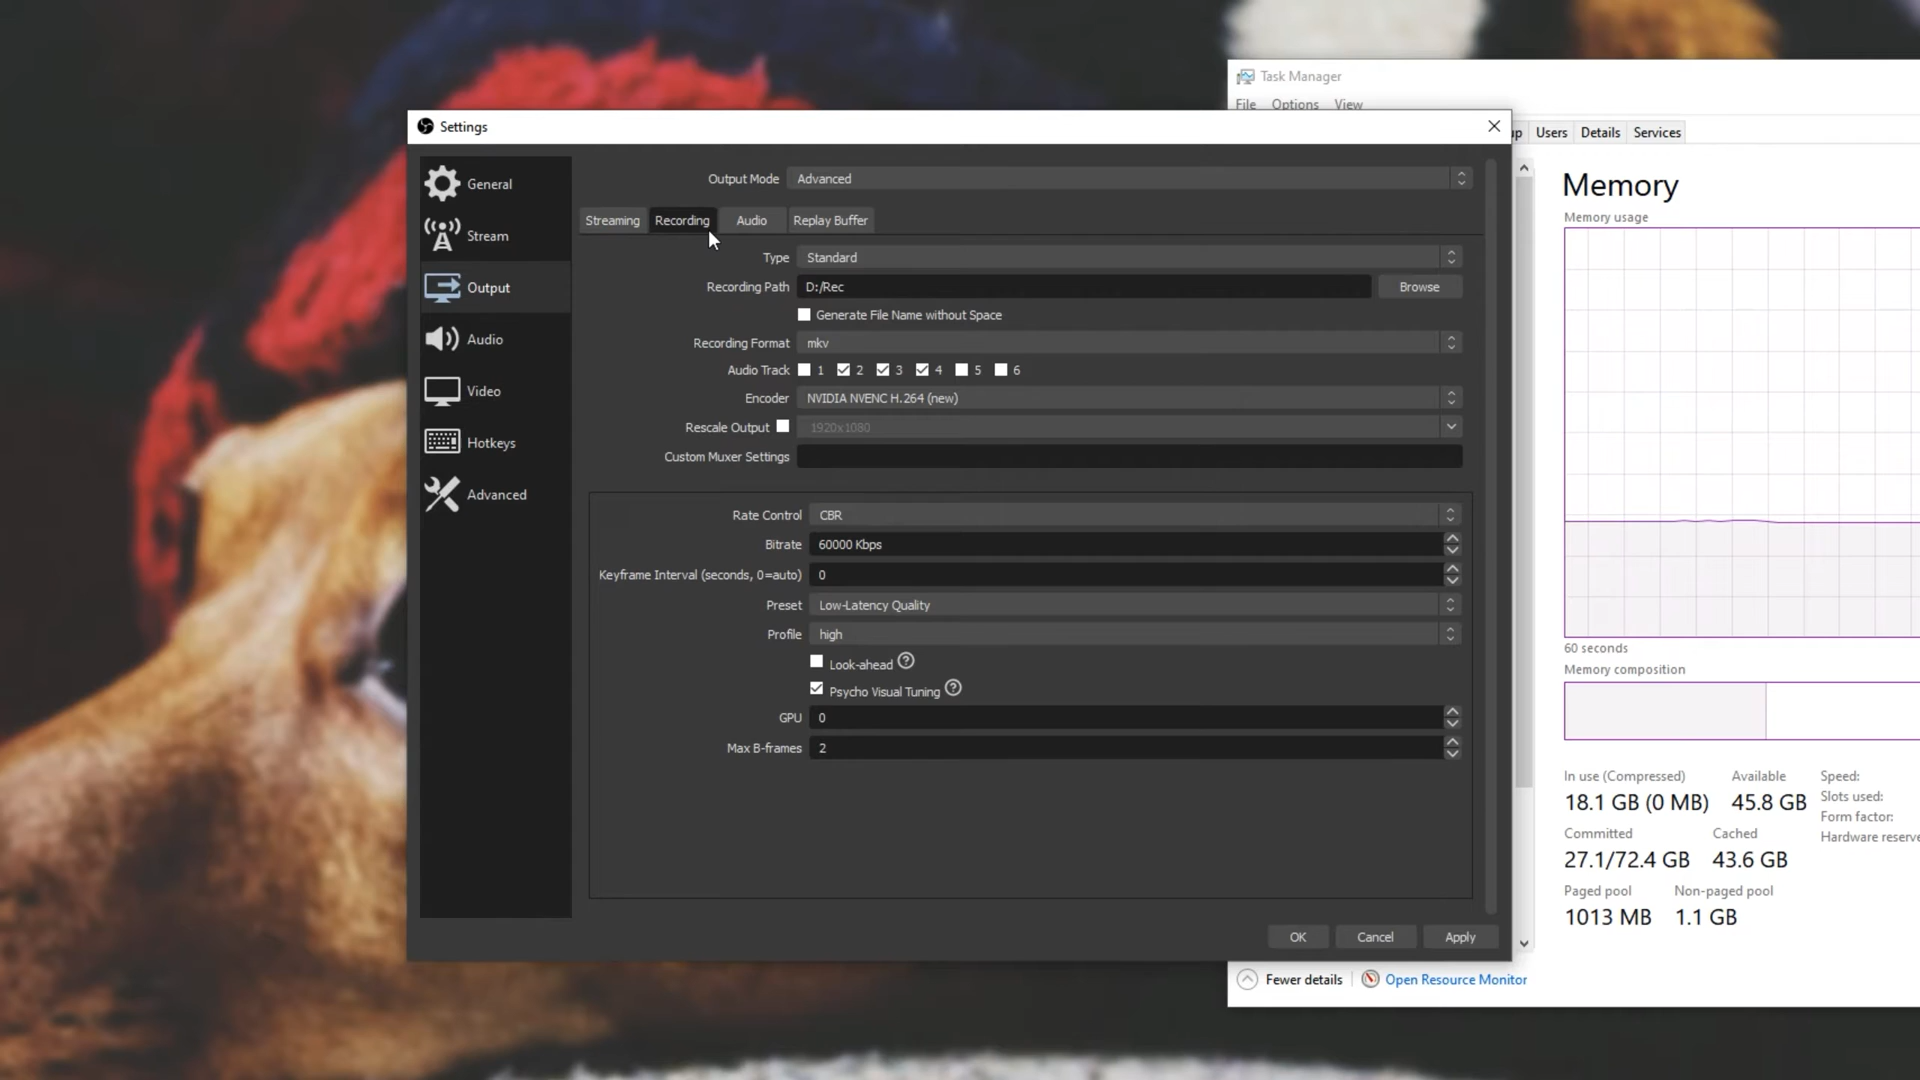 Task Manager
File Options View
Settings
Users Details Services
General
Stream
Output
Audio
Video
Hotkeys
Advanced
Output Mode Advanced
Streaming Recording Audio Replay Buffer
Type Standard
Recording Path D:/Rec Browse
Generate File Name without Space
Recording Format mkv
Audio Track 1 2 3 4 5 6
Encoder NVIDIA NVENC H.264 (new)
Rescale Output 1920x1080
Custom Muxer Settings
Rate Control CBR
Bitrate 60000 Kbps
Keyframe Interval (seconds, 0=auto) 0
Preset Low-Latency Quality
Profile high
Look-ahead
Psycho Visual Tuning
GPU 0
Max B-frames 2
OK Cancel Apply
Memory
Memory usage
60 seconds
Memory composition
In use (Compressed) Available Speed:
18.1 GB (0 MB) 45.8 GB Slots used:
Form factor:
Committed Cached Hardware reserve
27.1/72.4 GB 43.6 GB
Paged pool Non-paged pool
1013 MB 1.1 GB
Fewer details Open Resource Monitor